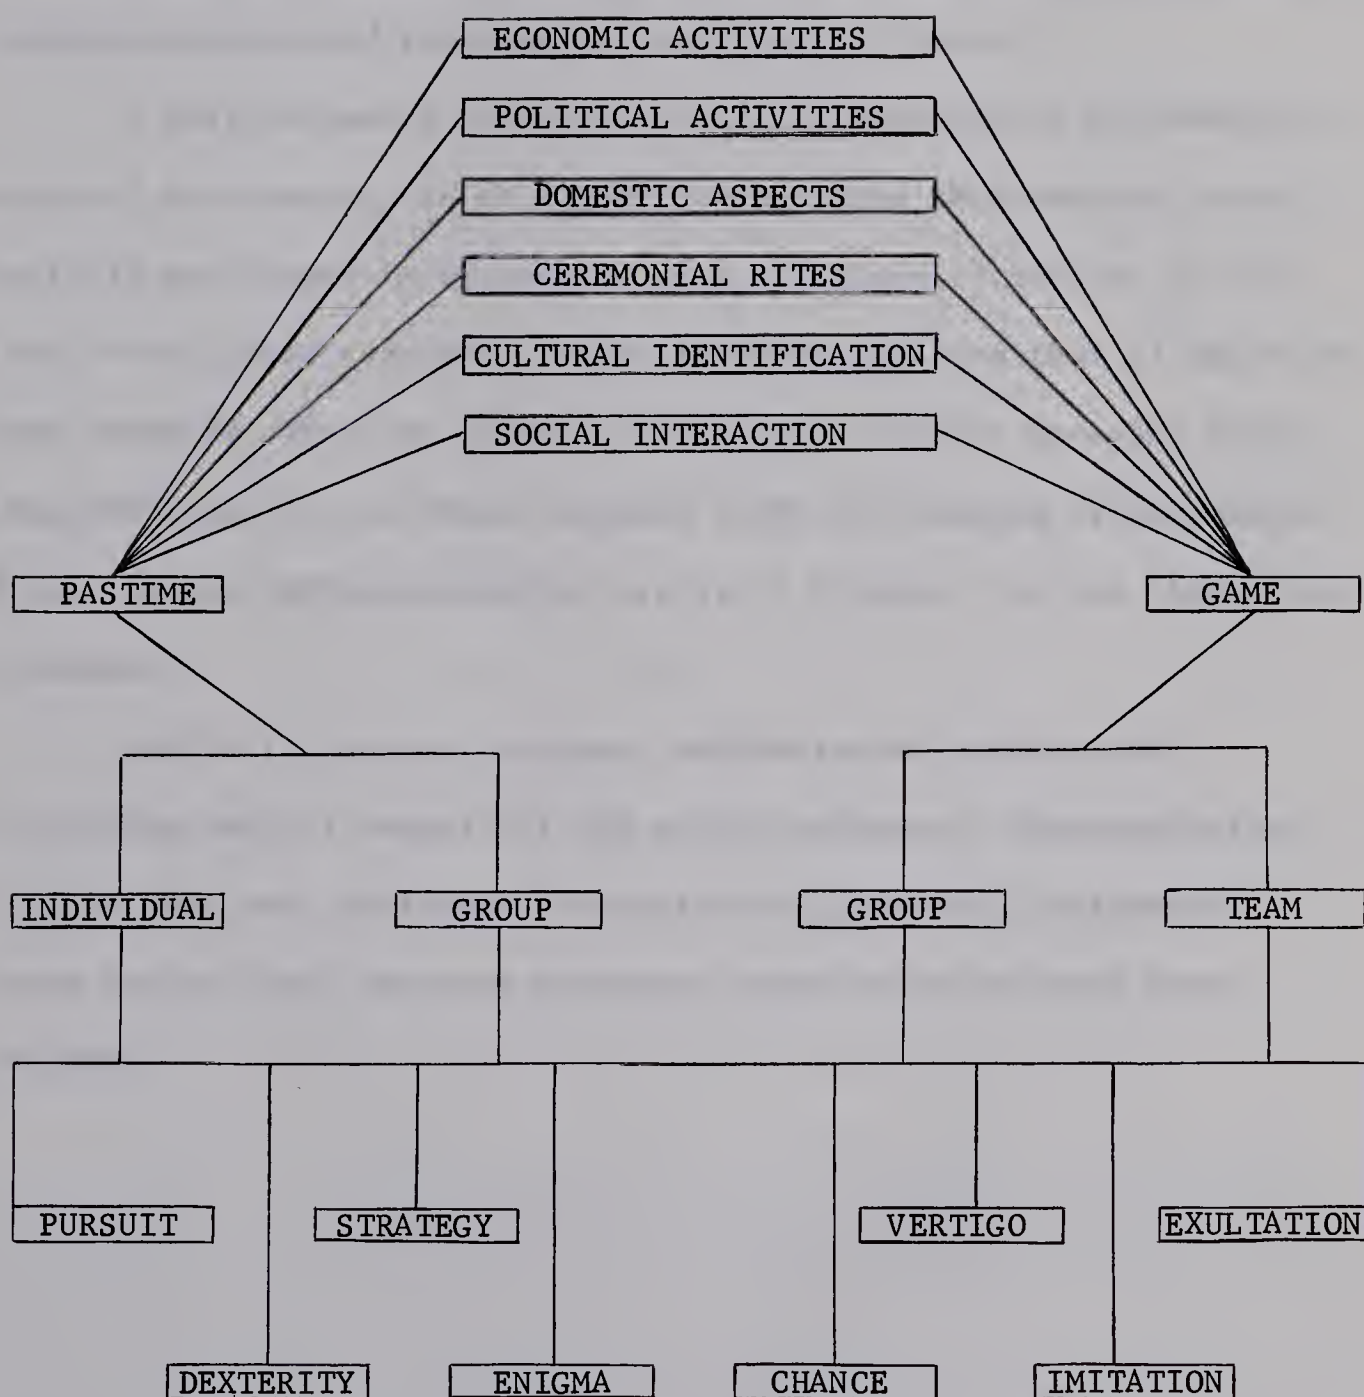 ECONOMIC ACTIVITIES
POLITICAL ACTIVITIES
DOMESTIC ASPECTS
CEREMONIAL RITES
CULTURAL IDENTIFICATION
SOCIAL INTERACTION
PASTIME GAME
INDIVIDUAL GROUP GROUP TEAM
PURSUIT STRATEGY VERTIGO EXULTATION
DEXTERITY ENIGMA CHANCE IMITATION